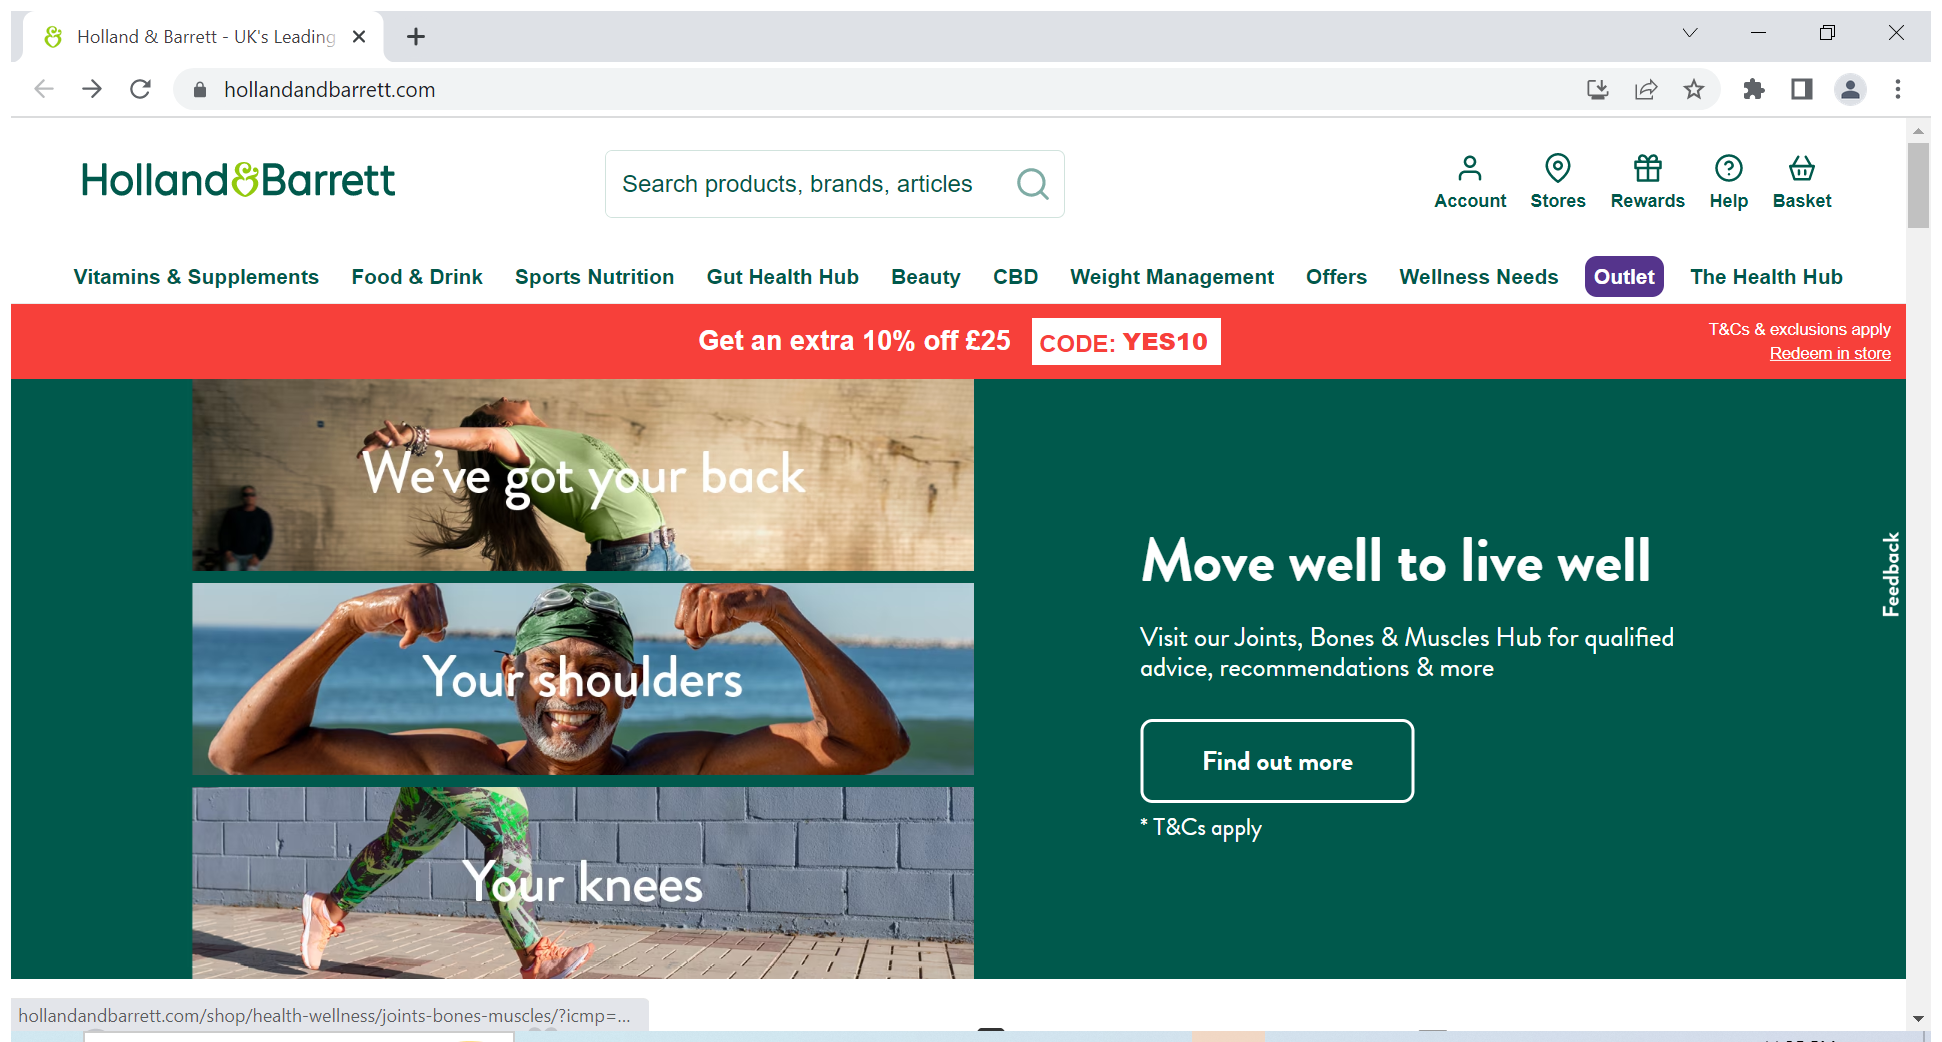 Holland & Barrett - UK's Leading
hollandandbarrett.com
Holland&Barrett
Search products, brands, articles
Account
Stores
Rewards
Help
Basket
Vitamins & Supplements
Food & Drink
Sports Nutrition
Gut Health Hub
Beauty
CBD
Weight Management
Offers
Wellness Needs
Outlet
The Health Hub
Get an extra 10% off £25
CODE: YES10
T&Cs & exclusions apply
Redeem in store
We've got your back
Your shoulders
Your knees
Move well to live well
Visit our Joints, Bones & Muscles Hub for qualified
advice, recommendations & more
Find out more
* T&Cs apply
Feedback
hollandandbarrett.com/shop/health-wellness/joints-bones-muscles/?icmp=...